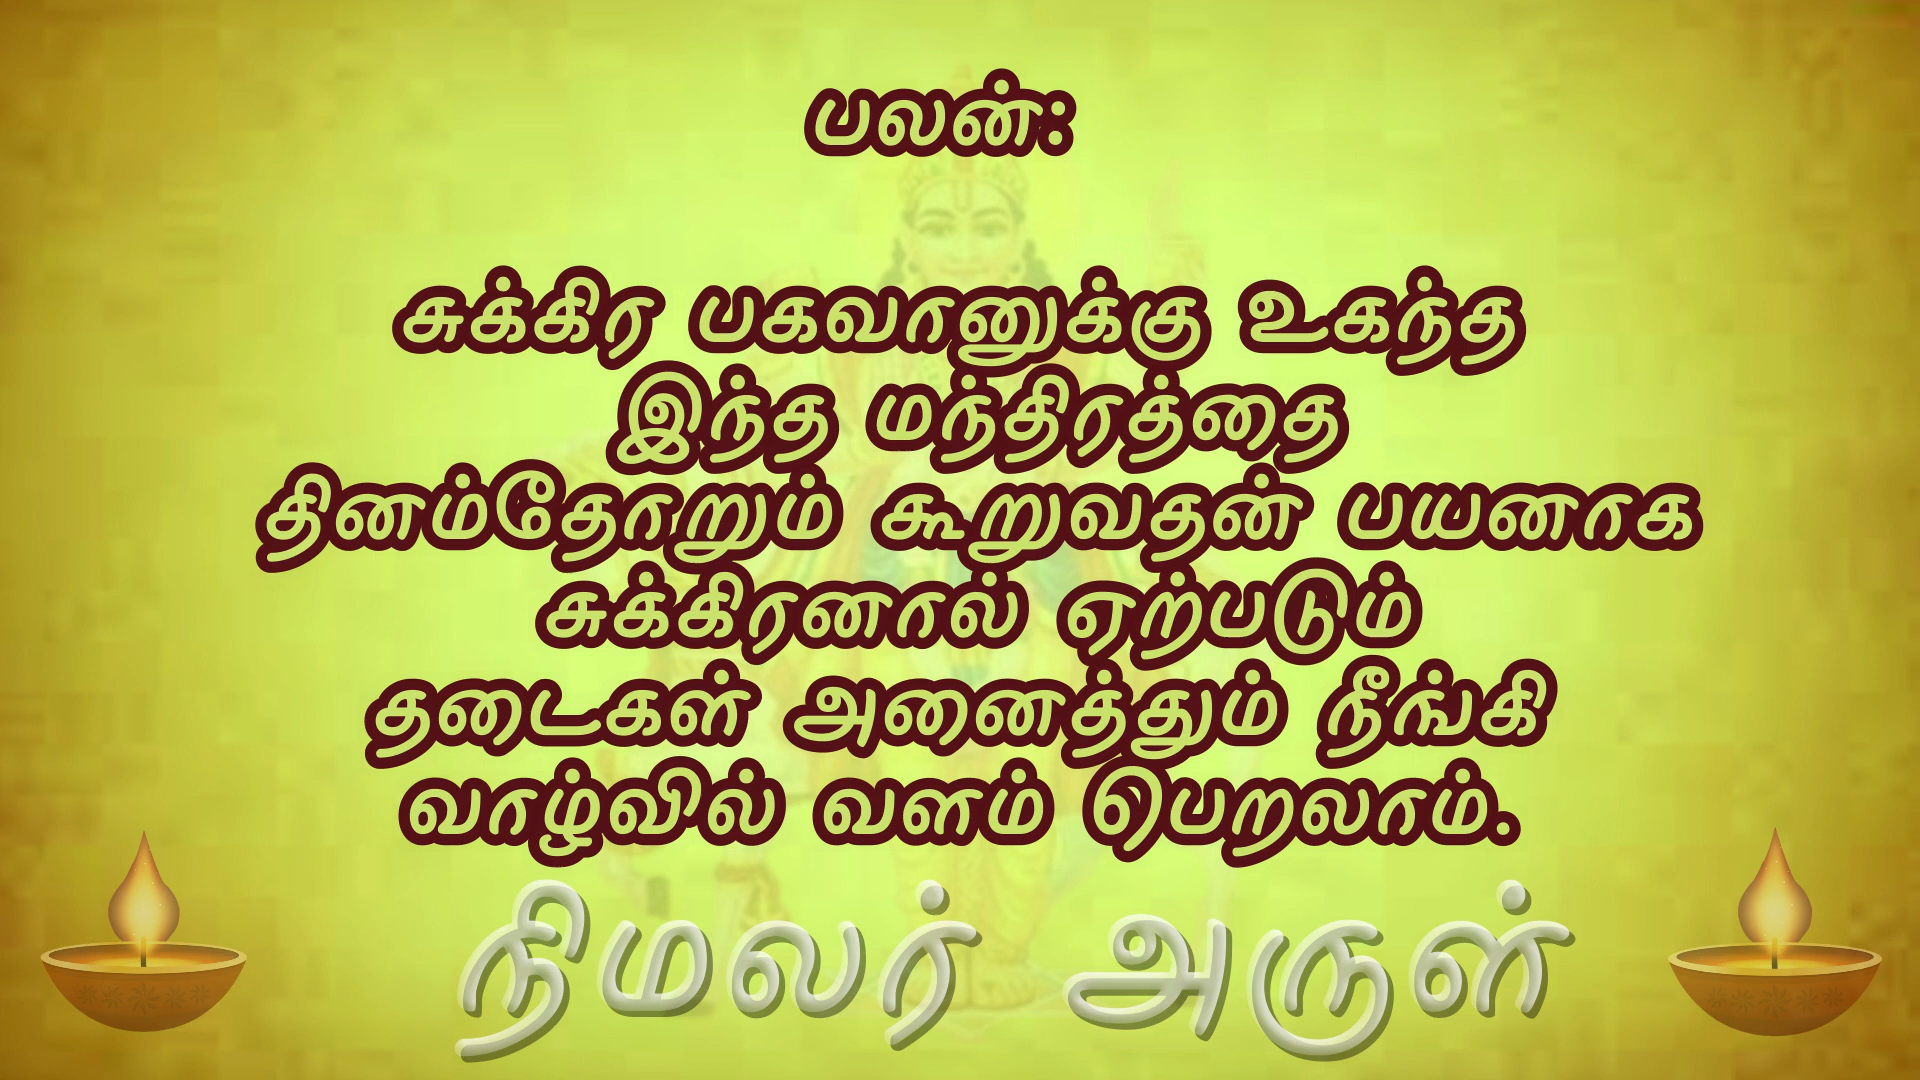 பலன்:
சுக்கிர பகவானுக்கு உகந்த
இந்த மந்திரத்தை
தினம்தோறும் கூறுவதன் பயனாக
சுக்கிரனால் ஏற்படும்
தடைகள் அனைத்தும் நீங்கி
வாழ்வில் வளம் பெறலாம்.
நிமலர் அருள்